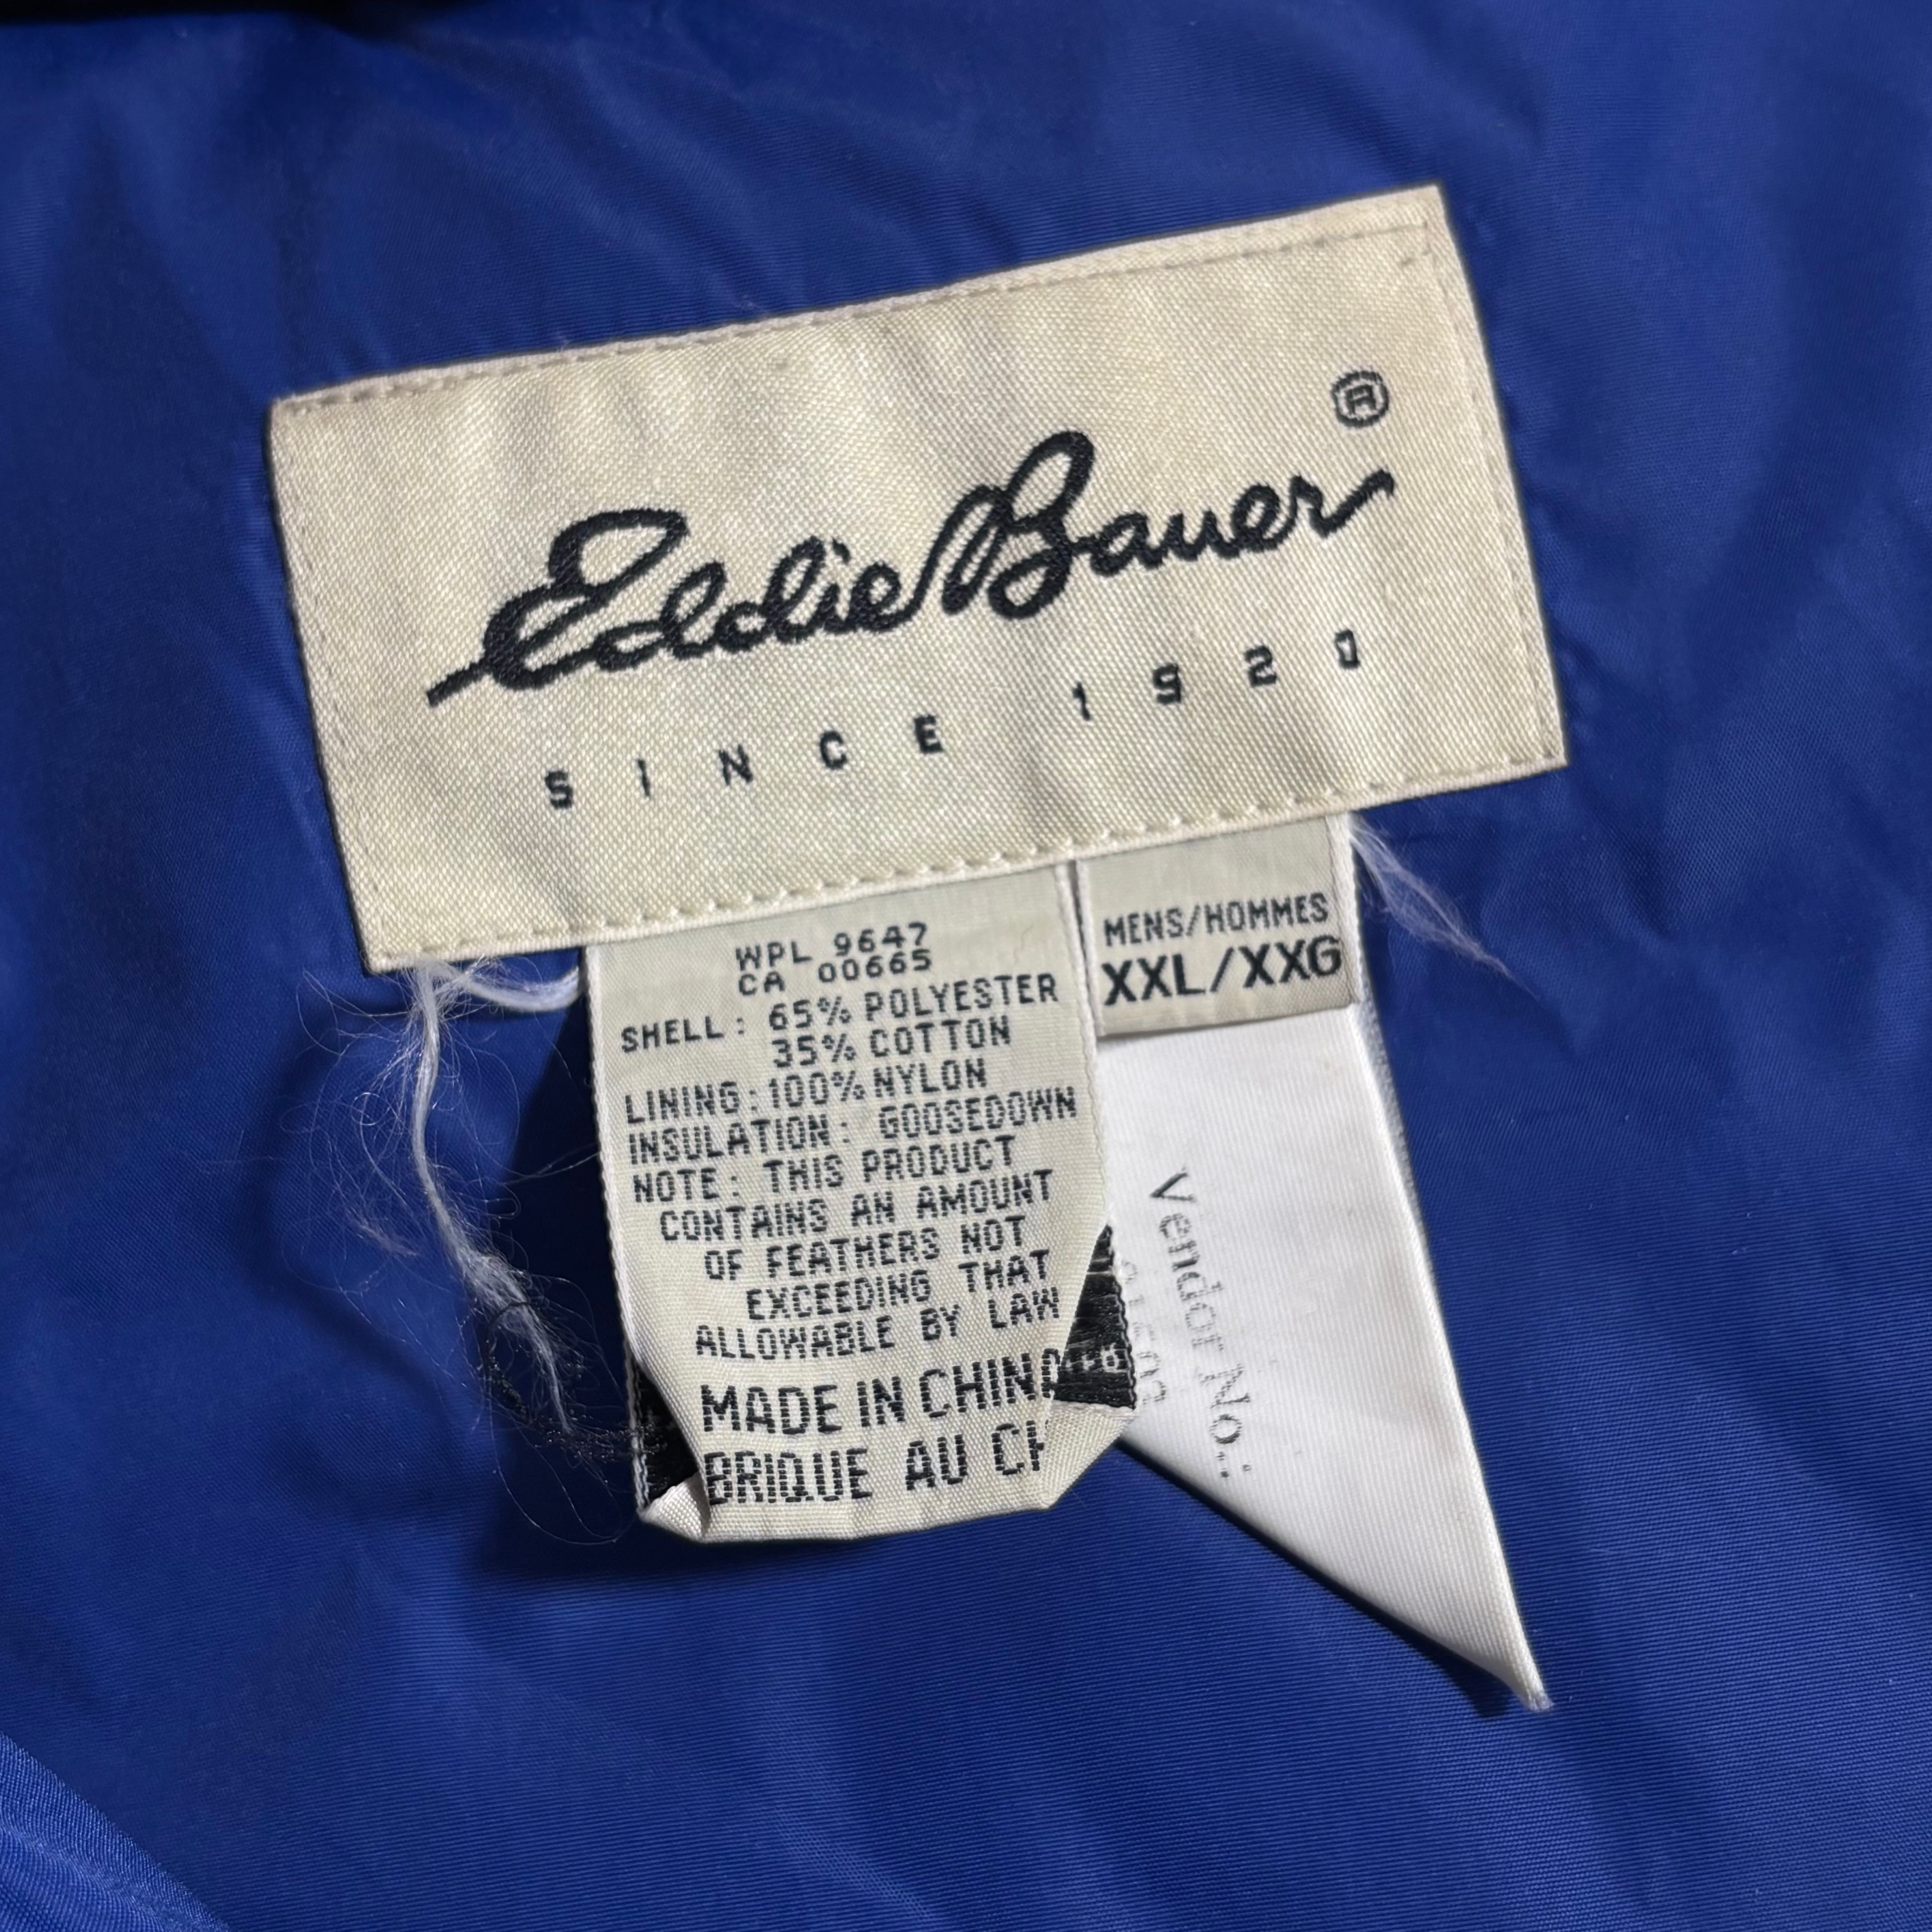 Eddie Bauer ®
SINCE 1920
WPL 9647
CA 00665
SHELL: 65% POLYESTER
35% COTTON
LINING: 100% NYLON
INSULATION: GOOSEDOWN
NOTE: THIS PRODUCT
CONTAINS AN AMOUNT
OF FEATHERS NOT
EXCEEDING THAT
ALLOWABLE BY LAW
MADE IN CHINA
BRIQUE AU CH
MENS/HOMMES
XXL/XXG
Vendor No.: